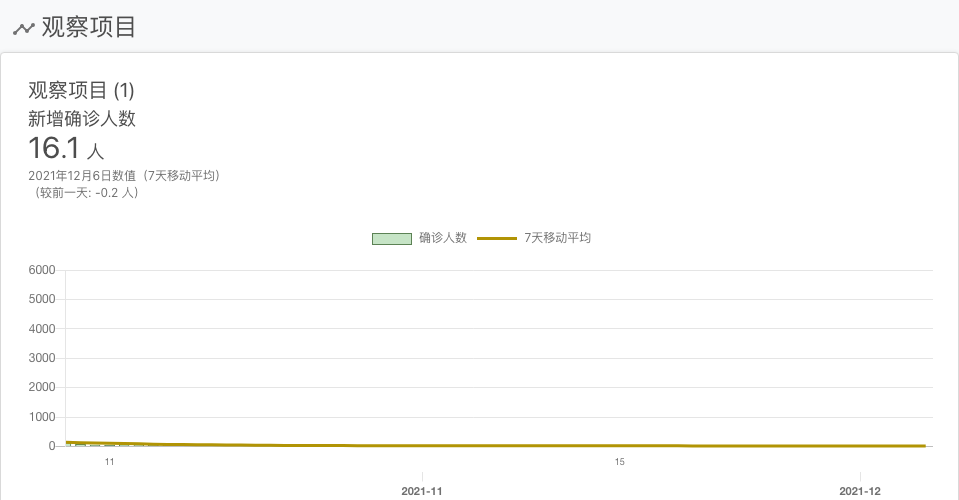 观察项目
观察项目 (1)
新增确诊人数
16.1 人
2021年12月6日数值（7天移动平均）
（较前一天: -0.2 人）
确诊人数 7天移动平均
6000
5000
4000
3000
2000
1000
0
11 15
2021-11 2021-12